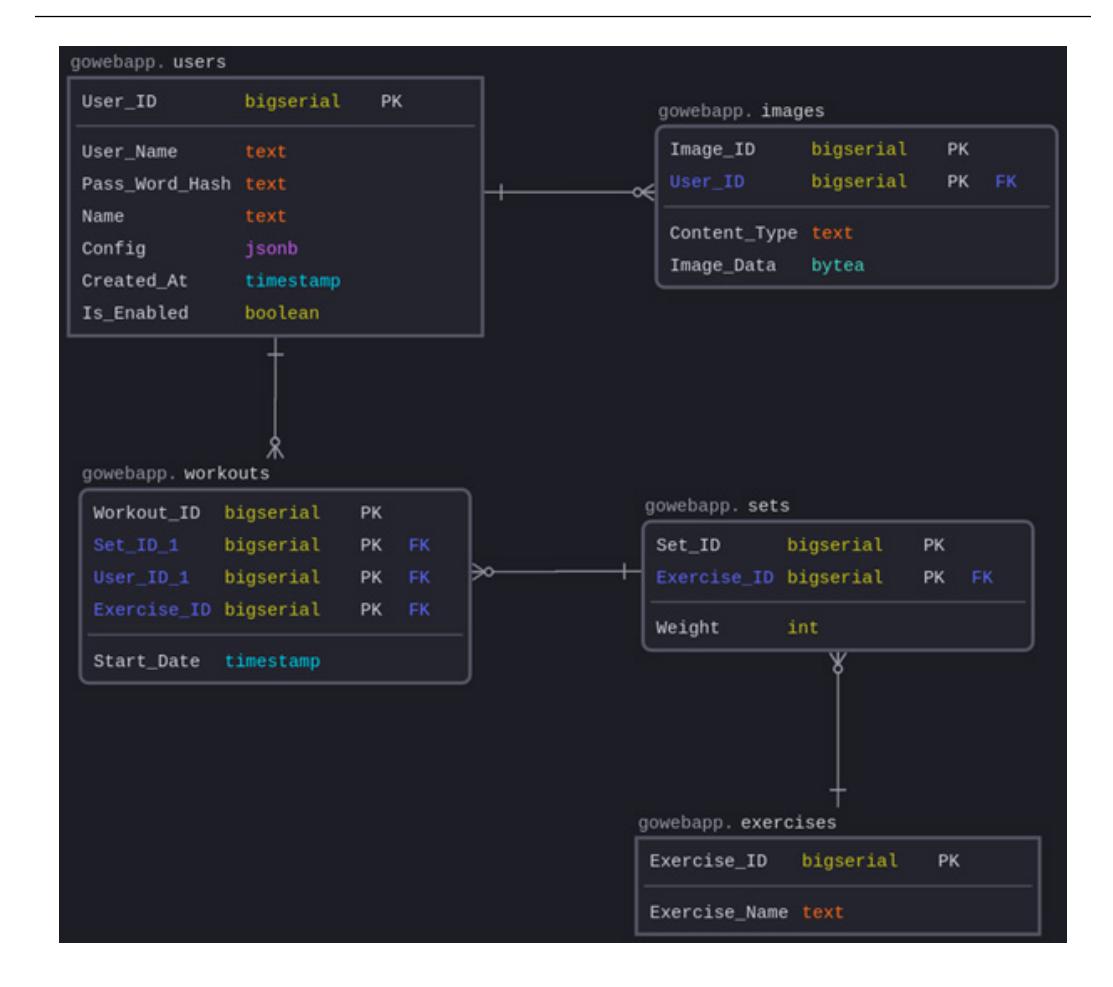 gowebapp. users
User_ID bigserial PK
User_Name text
Pass_Word_Hash text
Name text
Config jsonb
Created_At timestamp
Is_Enabled boolean
gowebapp. images
Image_ID bigserial PK
User_ID bigserial PK FK
Content_Type text
Image_Data bytea
gowebapp. workouts
Workout_ID bigserial PK
Set_ID_1 bigserial PK FK
User_ID_1 bigserial PK FK
Exercise_ID bigserial PK FK
Start_Date timestamp
gowebapp. sets
Set_ID bigserial PK
Exercise_ID bigserial PK FK
Weight int
gowebapp. exercises
Exercise_ID bigserial PK
Exercise_Name text